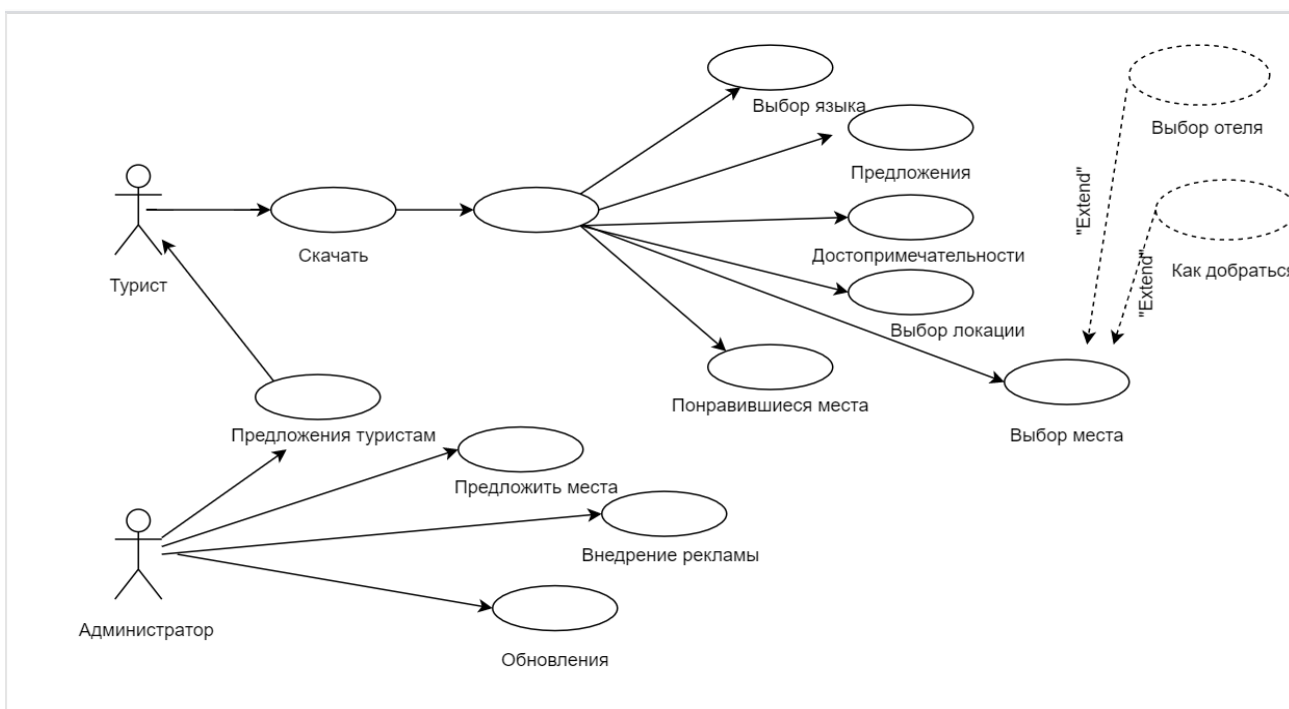 Выбор языка
Выбор отеля
Предложения
"Extend"
Скачать
Достопримечательности
"Extend"
Как добраться
Турист
Выбор локации
Понравившиеся места
Выбор места
Предложения туристам
Предложить места
Внедрение рекламы
Администратор
Обновления